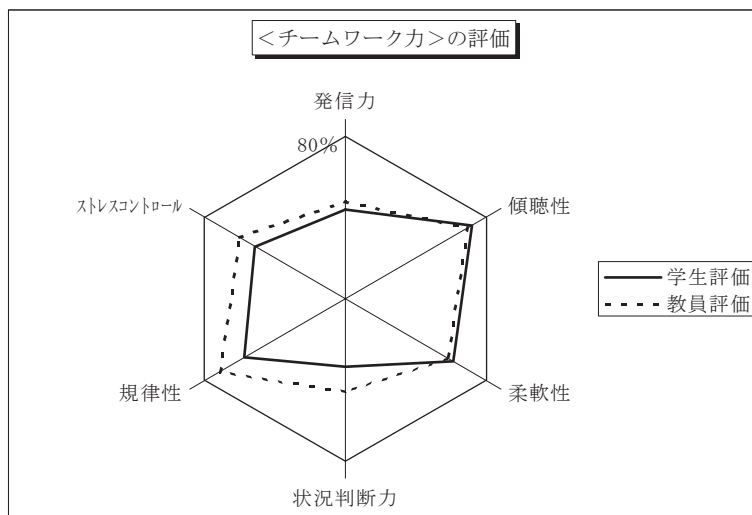 ＜チームワーク力＞の評価
発信力
80%
ｽﾄﾚｽｺﾝﾄﾛｰﾙ
傾聴性
学生評価
教員評価
規律性
柔軟性
状況判断力